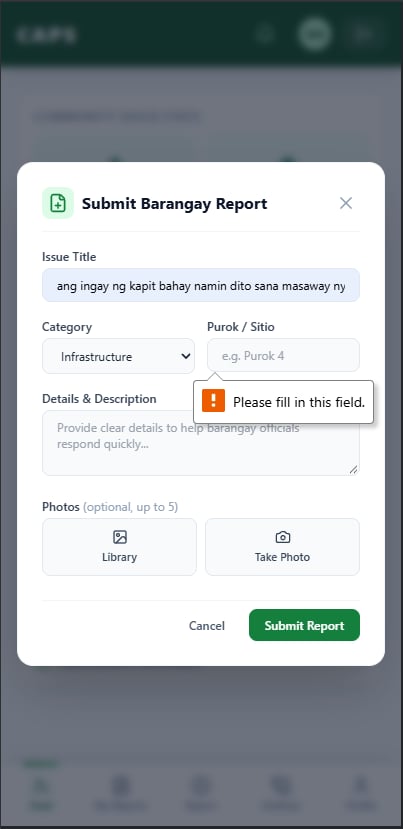 CAPS
Submit Barangay Report
Issue Title
ang ingay ng kapit bahay namin dito sana masaway ny
Category
Purok / Sitio
Infrastructure
e.g. Purok 4
Please fill in this field.
Details & Description
Provide clear details to help barangay officials
respond quickly...
Photos (optional, up to 5)
Library
Take Photo
Cancel
Submit Report